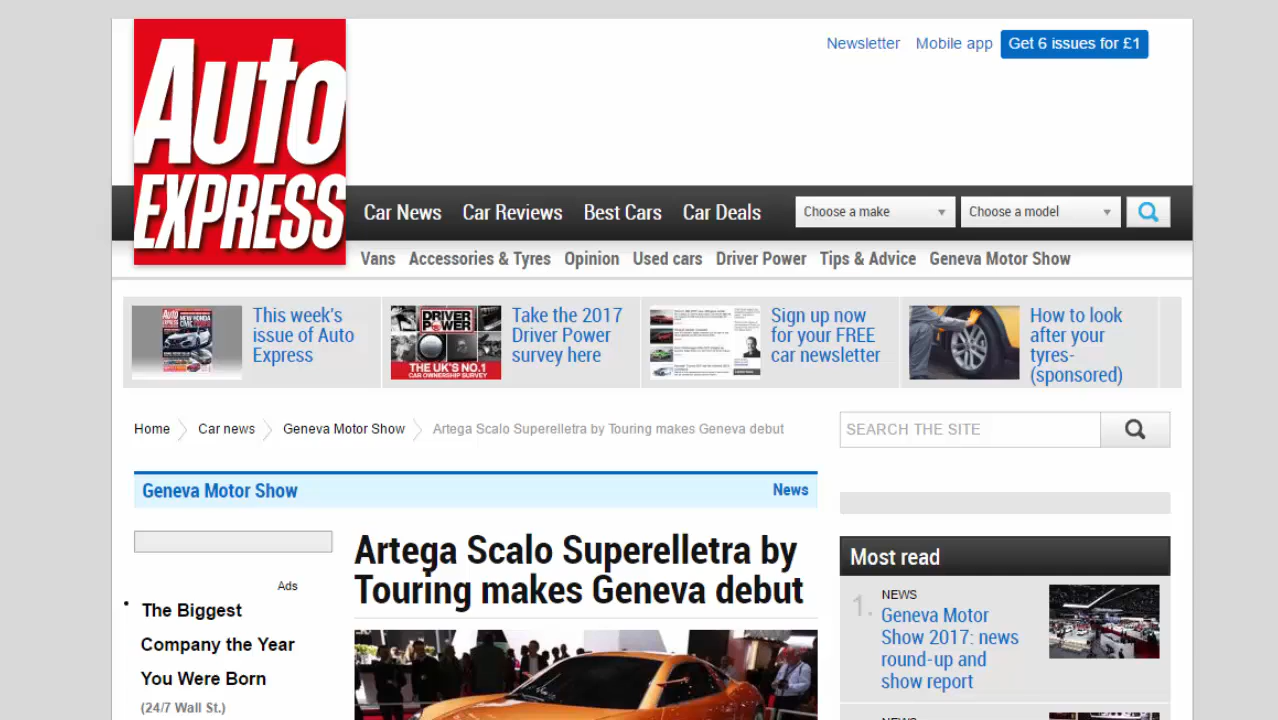 Auto
EXPRESS
Newsletter Mobile app Get 6 issues for £1
Car News Car Reviews Best Cars Car Deals Choose a make Choose a model
Vans Accessories & Tyres Opinion Used cars Driver Power Tips & Advice Geneva Motor Show
This week's
issue of Auto
Express
DRIVER
POWER
THE UK'S NO.1
CAR OWNERSHIP SURVEY
Take the 2017
Driver Power
survey here
Sign up now
for your FREE
car newsletter
How to look
after your
tyres-
(sponsored)
Home Car news Geneva Motor Show Artega Scalo Superelletra by Touring makes Geneva debut
SEARCH THE SITE
Geneva Motor Show News
Ads
• The Biggest
Company the Year
You Were Born
(24/7 Wall St.)
Artega Scalo Superelletra by
Touring makes Geneva debut
Most read
1. NEWS
Geneva Motor
Show 2017: news
round-up and
show report